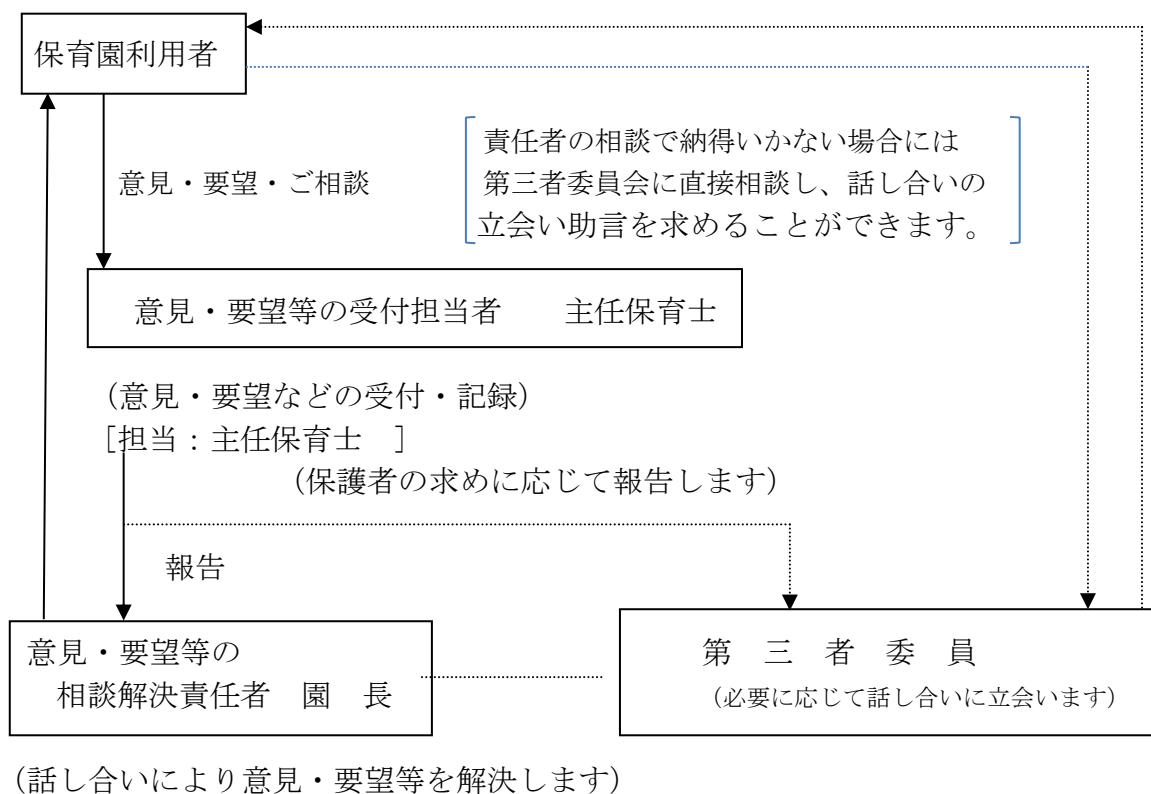 保育園利用者
意見・要望・ご相談
責任者の相談で納得いかない場合には
第三者委員会に直接相談し、話し合いの
立会い助言を求めることができます。
意見・要望等の受付担当者　　主任保育士
（意見・要望などの受付・記録）
［担当：主任保育士　］
（保護者の求めに応じて報告します）
報告
意見・要望等の
相談解決責任者　園　長
第　三　者　委　員
（必要に応じて話し合いに立会います）
（話し合いにより意見・要望等を解決します）